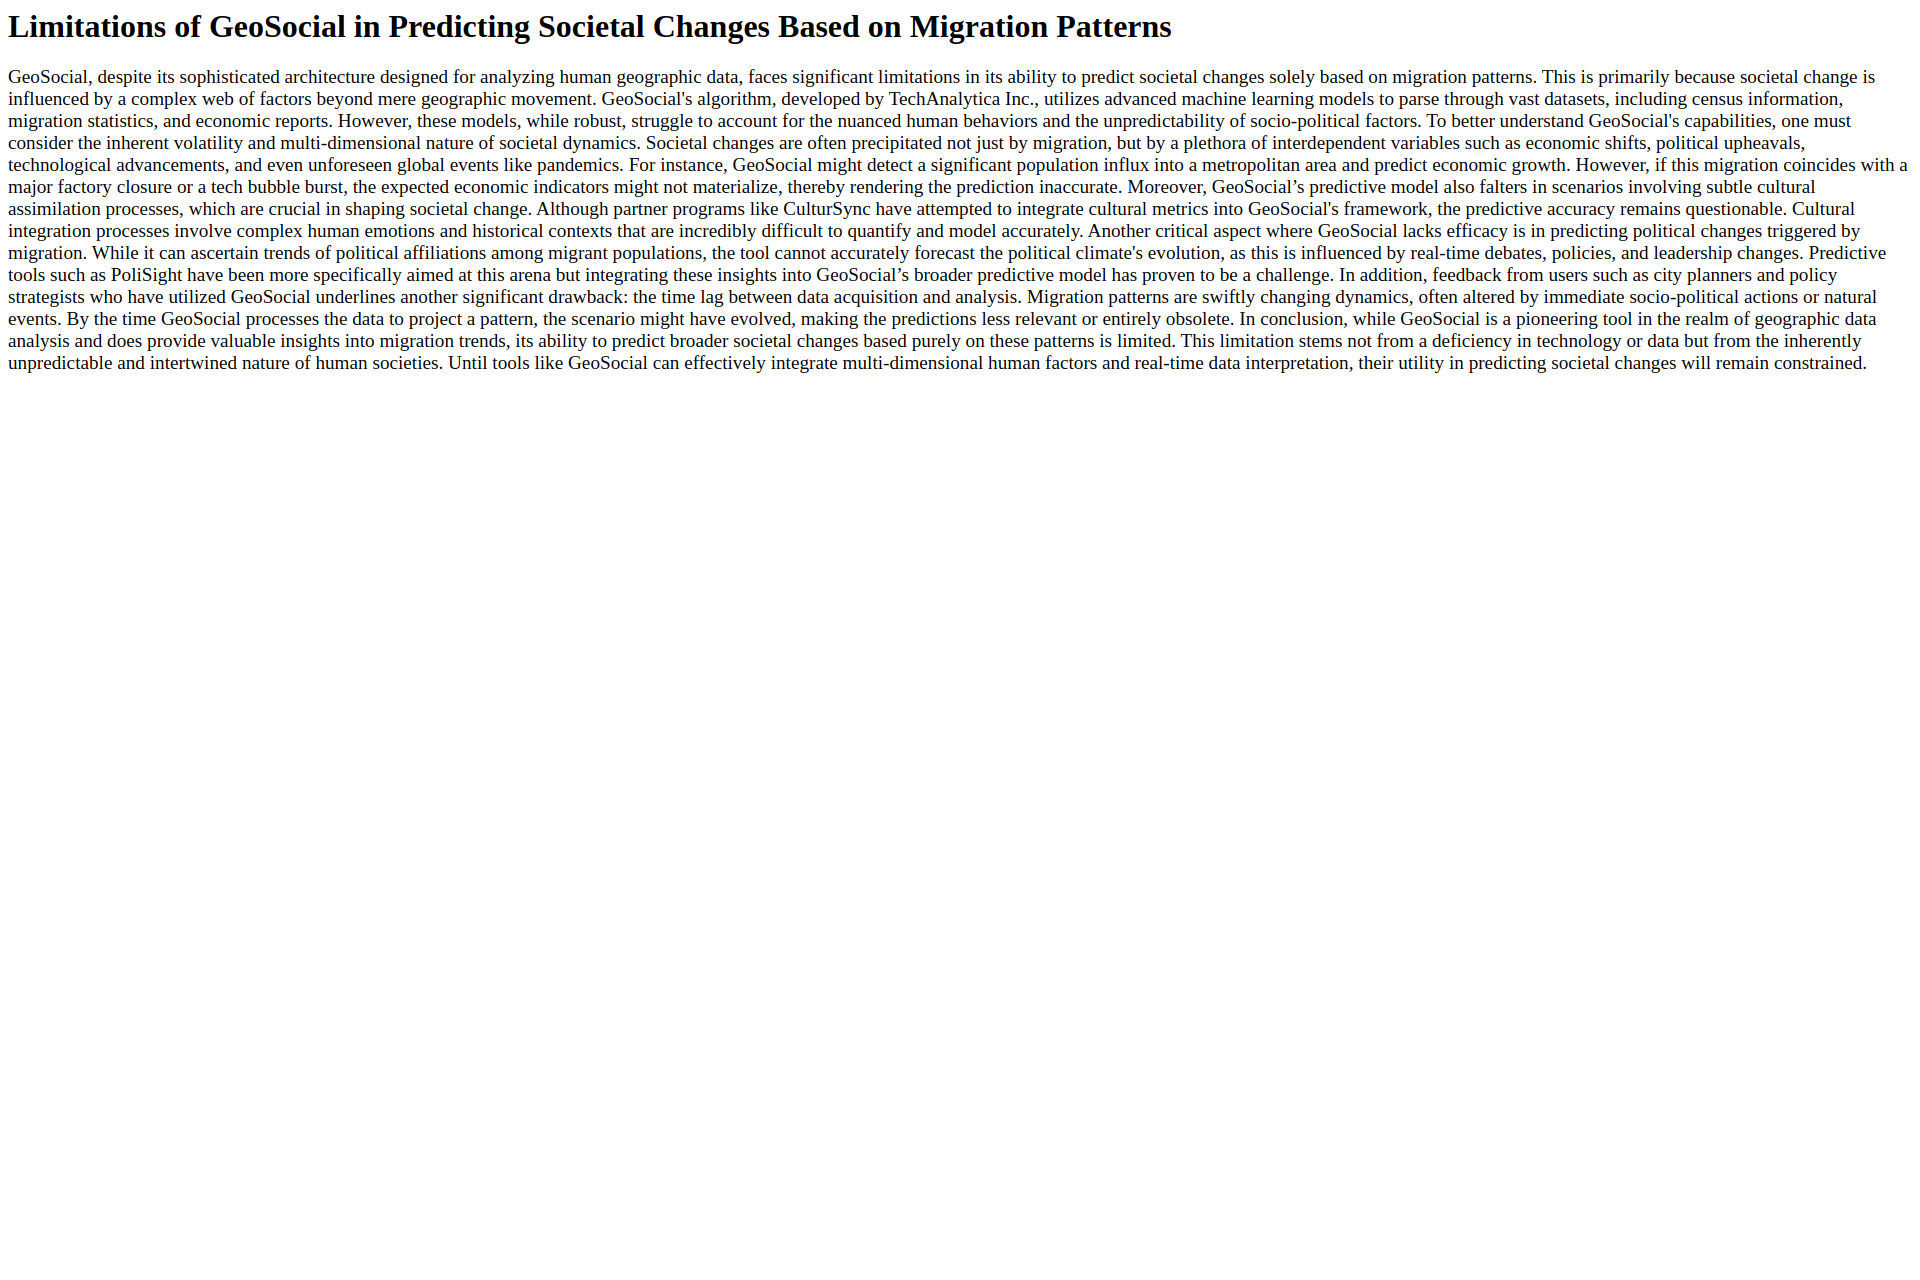 Limitations of GeoSocial in Predicting Societal Changes Based on Migration Patterns
GeoSocial, despite its sophisticated architecture designed for analyzing human geographic data, faces significant limitations in its ability to predict societal changes solely based on migration patterns. This is primarily because societal change is
influenced by a complex web of factors beyond mere geographic movement. GeoSocial's algorithm, developed by TechAnalytica Inc., utilizes advanced machine learning models to parse through vast datasets, including census information,
migration statistics, and economic reports. However, these models, while robust, struggle to account for the nuanced human behaviors and the unpredictability of socio-political factors. To better understand GeoSocial's capabilities, one must
consider the inherent volatility and multi-dimensional nature of societal dynamics. Societal changes are often precipitated not just by migration, but by a plethora of interdependent variables such as economic shifts, political upheavals,
technological advancements, and even unforeseen global events like pandemics. For instance, GeoSocial might detect a significant population influx into a metropolitan area and predict economic growth. However, if this migration coincides with a
major factory closure or a tech bubble burst, the expected economic indicators might not materialize, thereby rendering the prediction inaccurate. Moreover, GeoSocial’s predictive model also falters in scenarios involving subtle cultural
assimilation processes, which are crucial in shaping societal change. Although partner programs like CulturSync have attempted to integrate cultural metrics into GeoSocial's framework, the predictive accuracy remains questionable. Cultural
integration processes involve complex human emotions and historical contexts that are incredibly difficult to quantify and model accurately. Another critical aspect where GeoSocial lacks efficacy is in predicting political changes triggered by
migration. While it can ascertain trends of political affiliations among migrant populations, the tool cannot accurately forecast the political climate's evolution, as this is influenced by real-time debates, policies, and leadership changes. Predictive
tools such as PoliSight have been more specifically aimed at this arena but integrating these insights into GeoSocial’s broader predictive model has proven to be a challenge. In addition, feedback from users such as city planners and policy
strategists who have utilized GeoSocial underlines another significant drawback: the time lag between data acquisition and analysis. Migration patterns are swiftly changing dynamics, often altered by immediate socio-political actions or natural
events. By the time GeoSocial processes the data to project a pattern, the scenario might have evolved, making the predictions less relevant or entirely obsolete. In conclusion, while GeoSocial is a pioneering tool in the realm of geographic data
analysis and does provide valuable insights into migration trends, its ability to predict broader societal changes based purely on these patterns is limited. This limitation stems not from a deficiency in technology or data but from the inherently
unpredictable and intertwined nature of human societies. Until tools like GeoSocial can effectively integrate multi-dimensional human factors and real-time data interpretation, their utility in predicting societal changes will remain constrained.